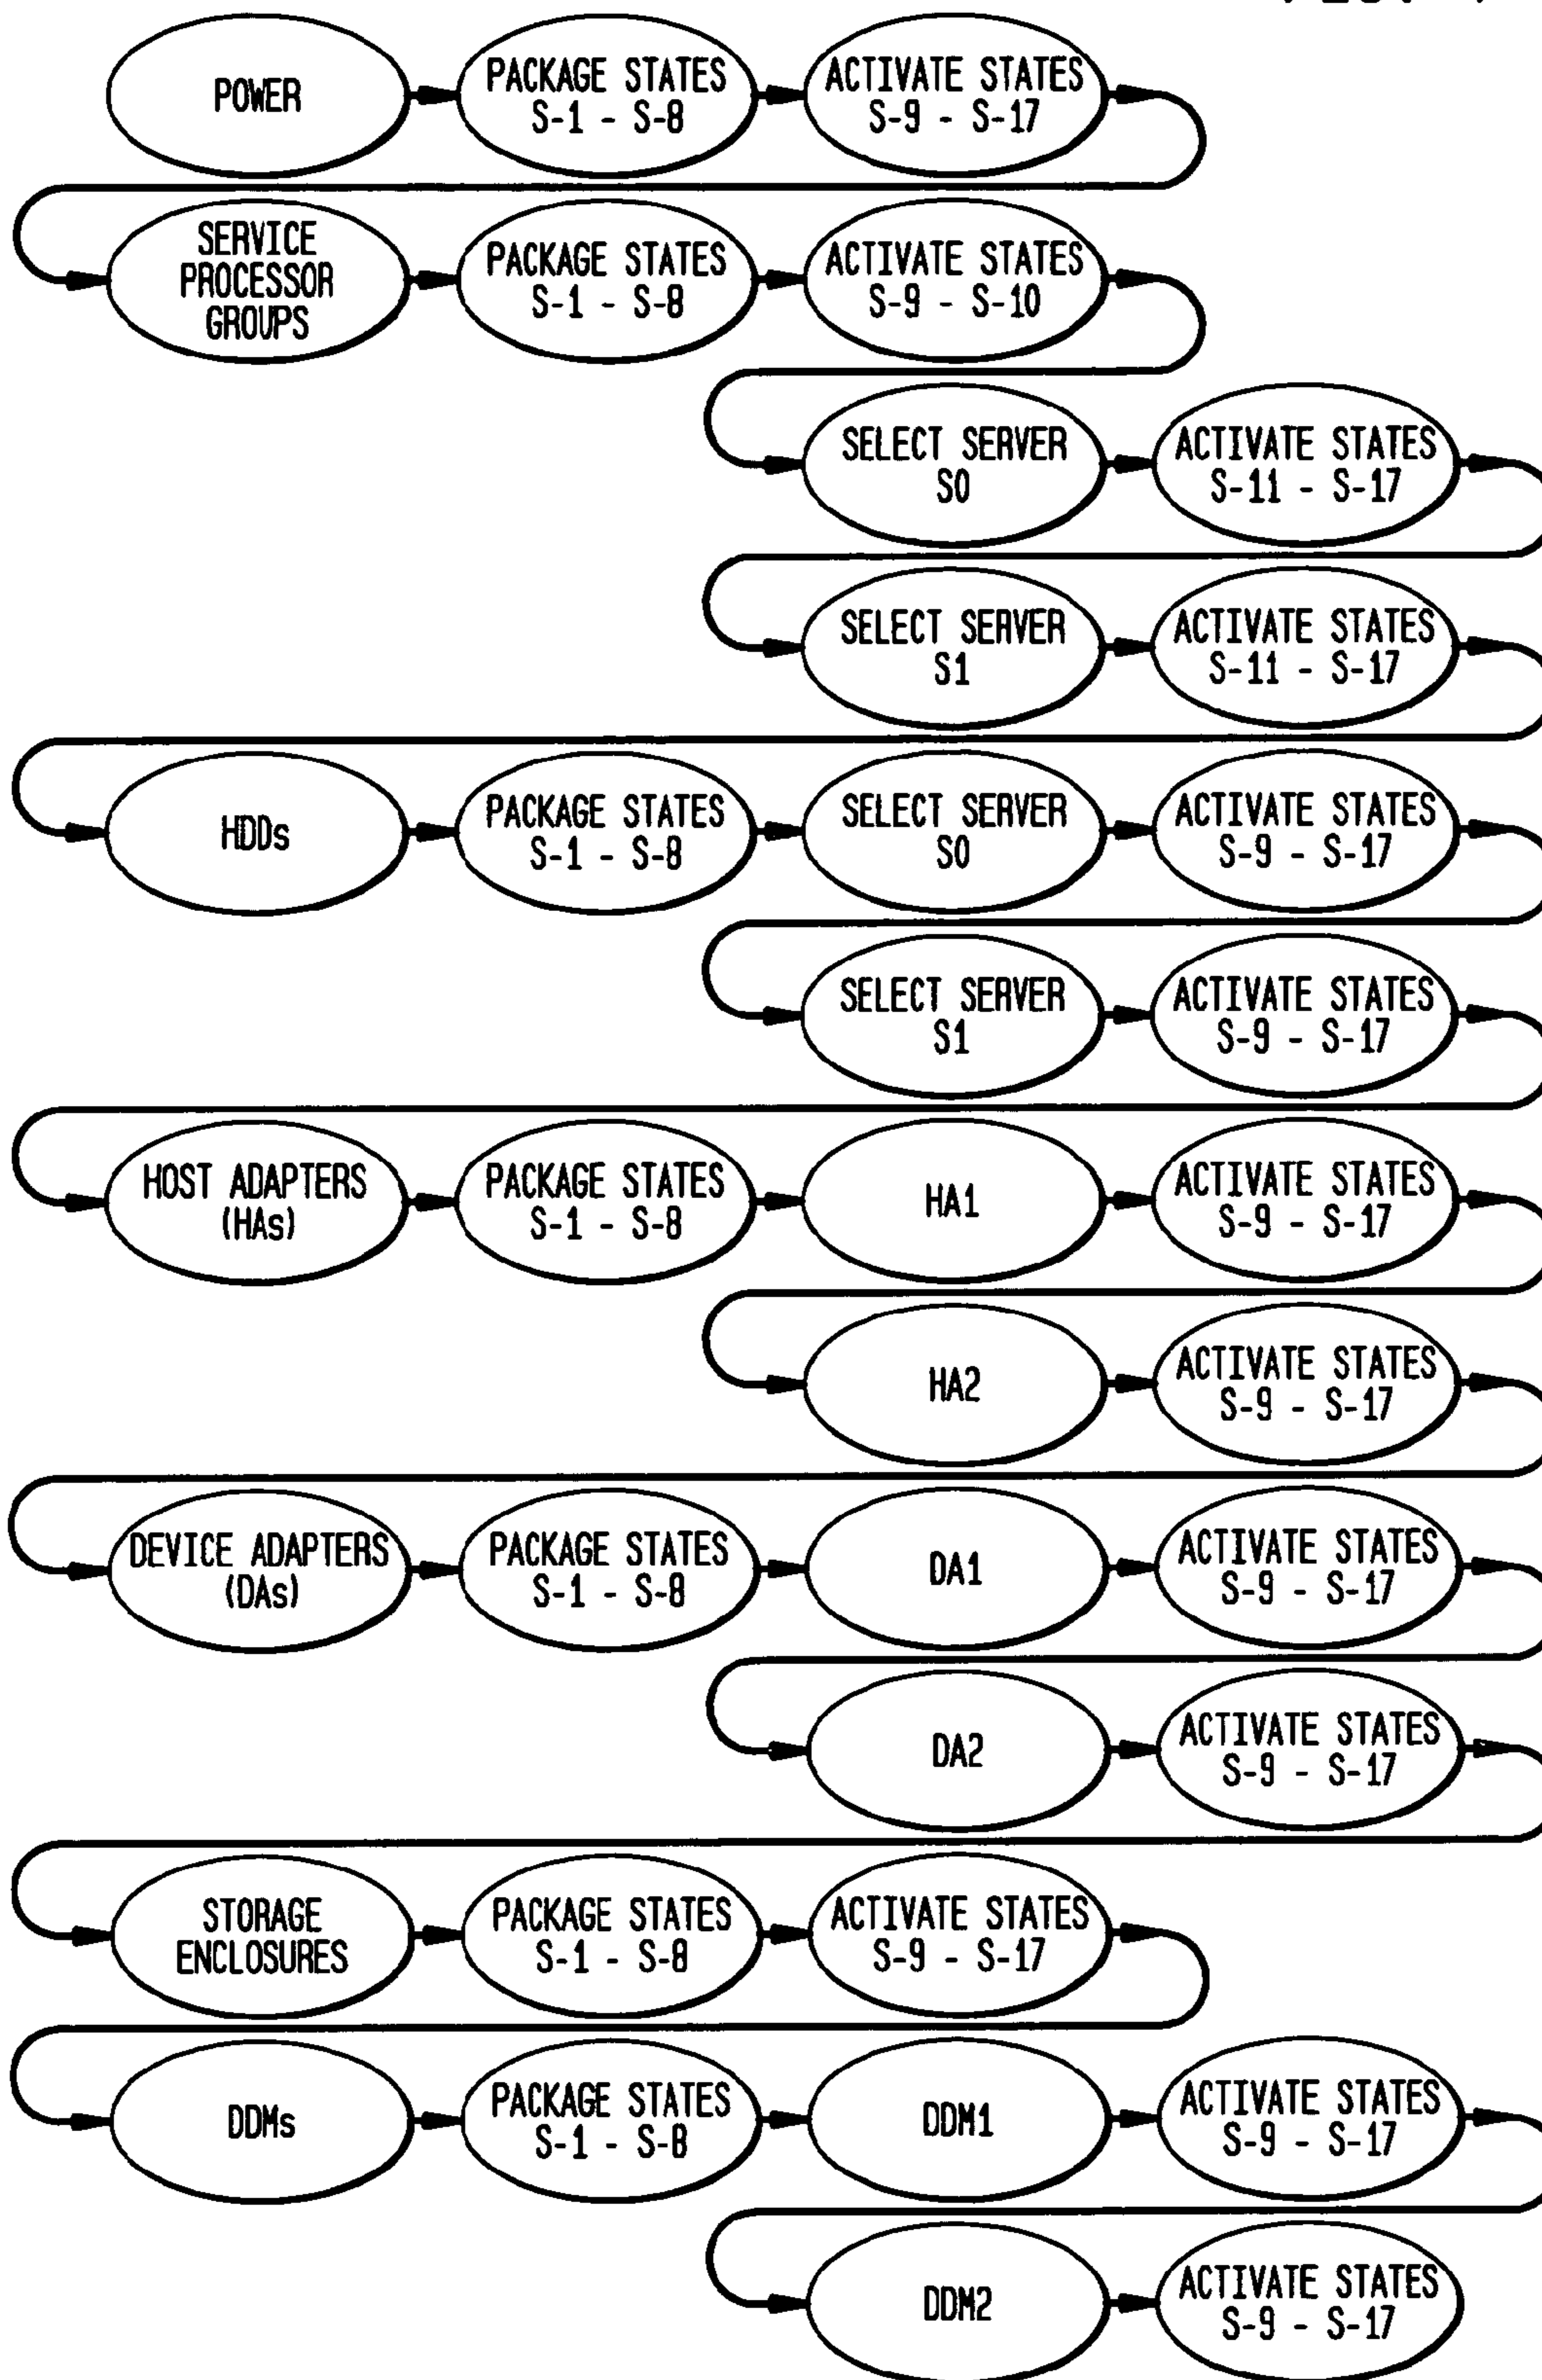 POWER
PACKAGE STATES
S-1 - S-8
ACTIVATE STATES
S-9 - S-17
SERVICE
PROCESSOR
GROUPS
PACKAGE STATES
S-1 - S-8
ACTIVATE STATES
S-9 - S-10
SELECT SERVER
S0
ACTIVATE STATES
S-11 - S-17
SELECT SERVER
S1
ACTIVATE STATES
S-11 - S-17
HDDs
PACKAGE STATES
S-1 - S-8
SELECT SERVER
S0
ACTIVATE STATES
S-9 - S-17
SELECT SERVER
S1
ACTIVATE STATES
S-9 - S-17
HOST ADAPTERS
(HAs)
PACKAGE STATES
S-1 - S-8
HA1
ACTIVATE STATES
S-9 - S-17
HA2
ACTIVATE STATES
S-9 - S-17
DEVICE ADAPTERS
(DAs)
PACKAGE STATES
S-1 - S-8
DA1
ACTIVATE STATES
S-9 - S-17
DA2
ACTIVATE STATES
S-9 - S-17
STORAGE
ENCLOSURES
PACKAGE STATES
S-1 - S-8
ACTIVATE STATES
S-9 - S-17
DDMs
PACKAGE STATES
S-1 - S-8
DDM1
ACTIVATE STATES
S-9 - S-17
DDM2
ACTIVATE STATES
S-9 - S-17